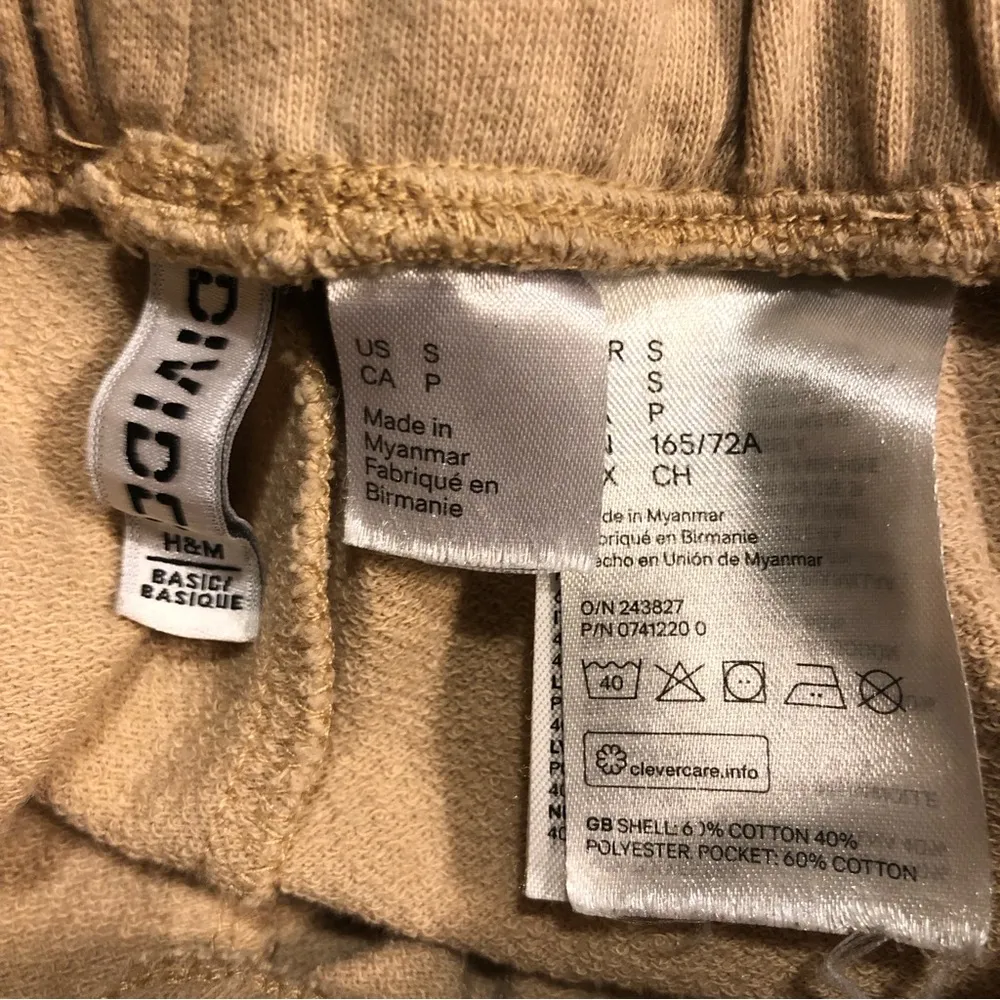 DIVIDE
H&M
BASIC/
BASIQUE
US S
CA P
Made in
Myanmar
Fabriqué en
Birmanie
R S
S
P
165/72A
X CH
de in Myanmar
briqué en Birmanie
echo en Unión de Myanmar
O/N 243827
P/N 0741220 0
40
clevercare.info
GB SHELL: 60% COTTON 40%
POLYESTER. POCKET: 60% COTTON